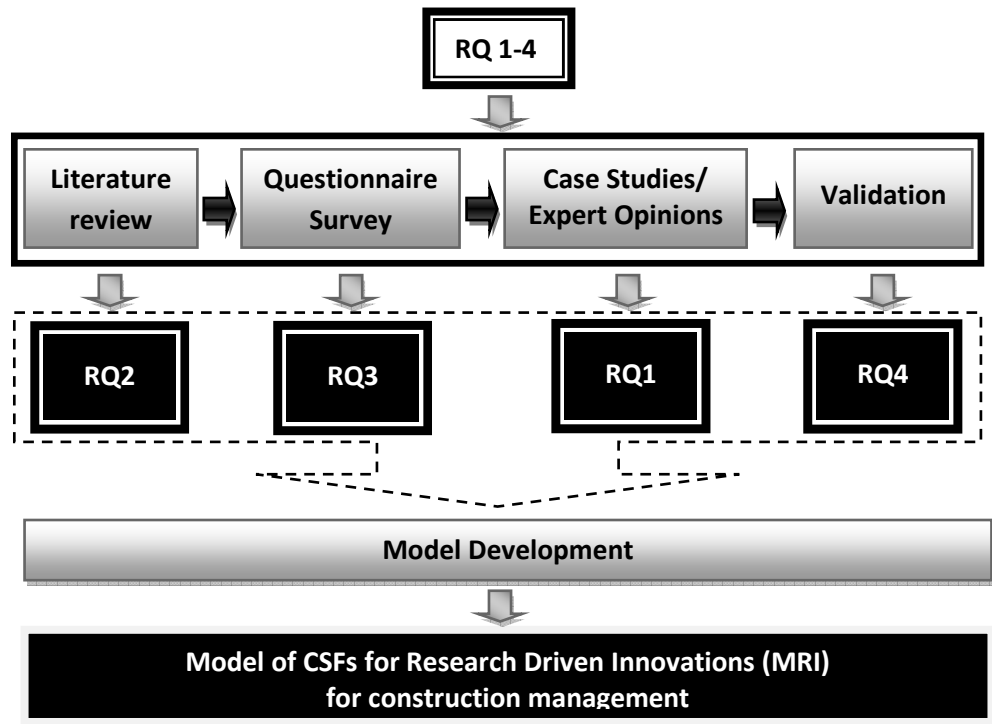 RQ 1-4
Literature
review
Questionnaire
Survey
Case Studies/
Expert Opinions
Validation
RQ2
RQ3
RQ1
RQ4
Model Development
Model of CSFs for Research Driven Innovations (MRI)
for construction management